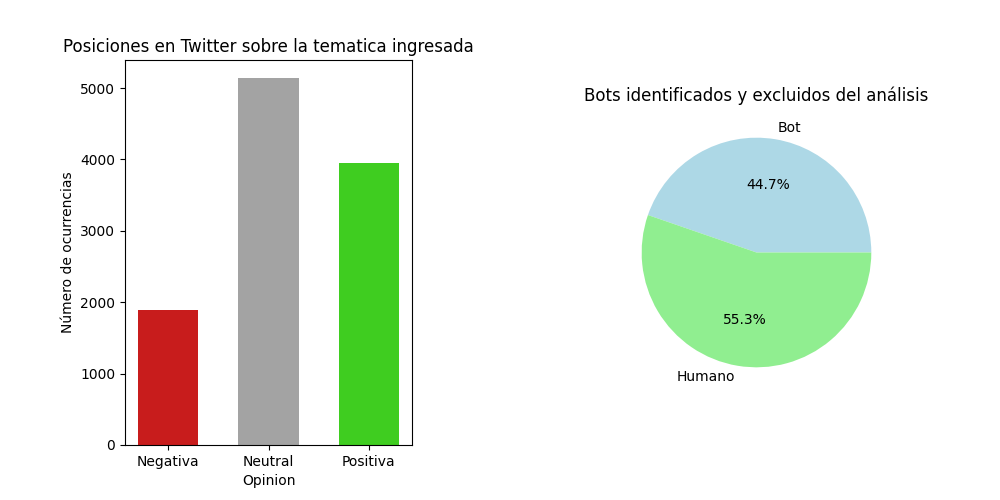 Posiciones en Twitter sobre la tematica ingresada
Número de ocurrencias
5000
4000
3000
2000
1000
0
Negativa
Neutral
Positiva
Opinion
Bots identificados y excluidos del análisis
Bot
44.7%
55.3%
Humano